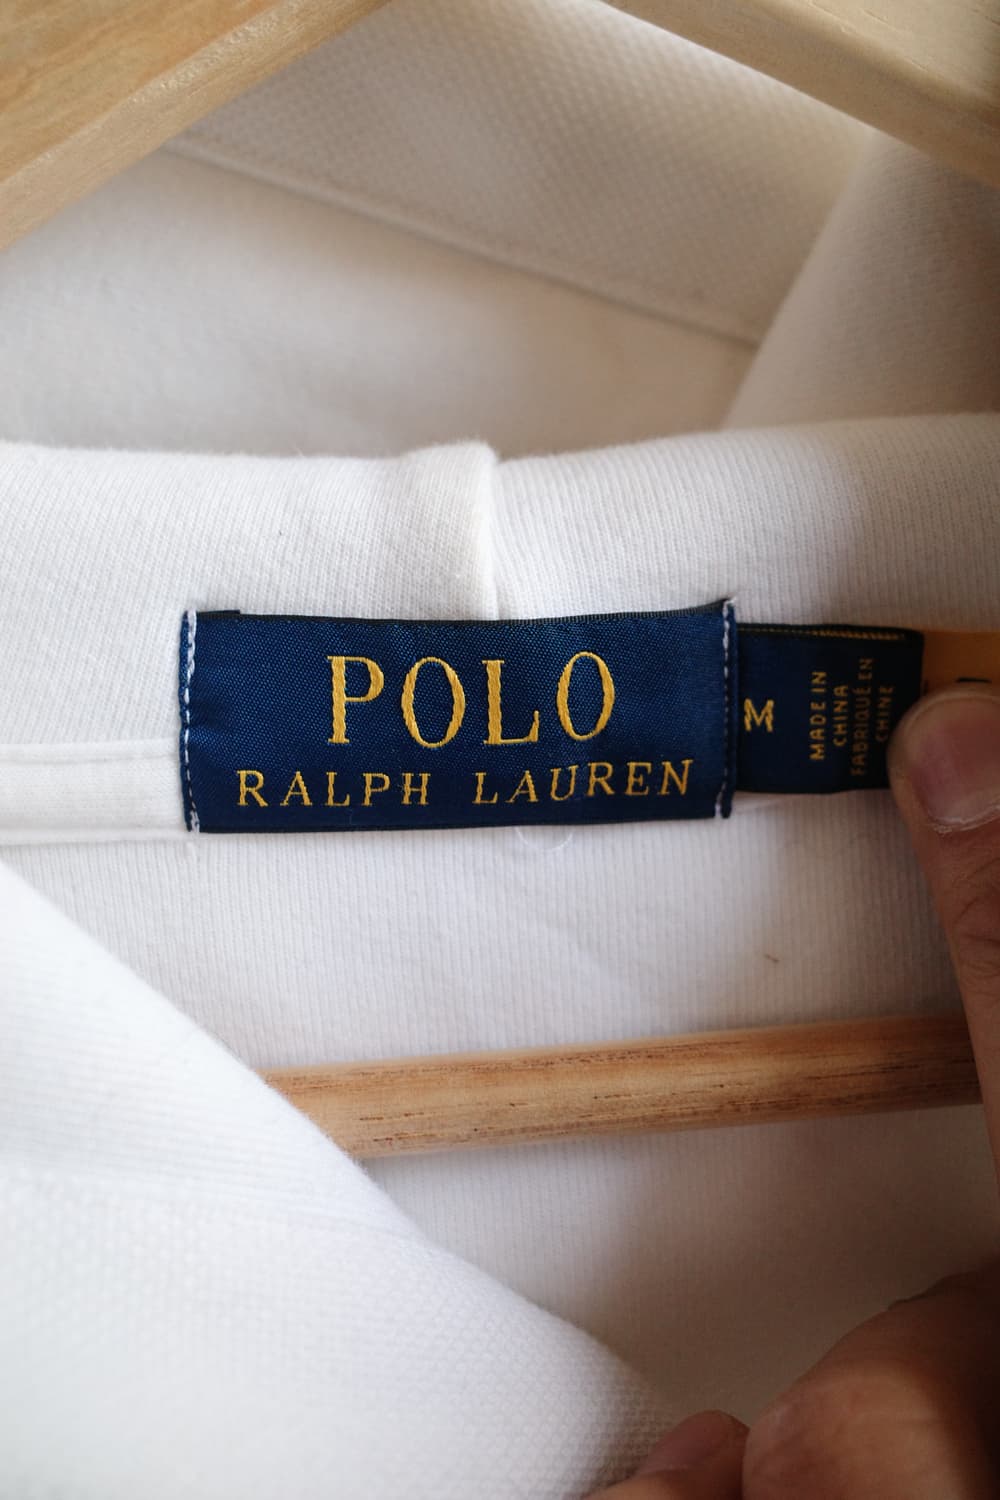 POLO
RALPH LAUREN
M
MADE IN
CHINA
FABRIQUÉ EN
CHINE